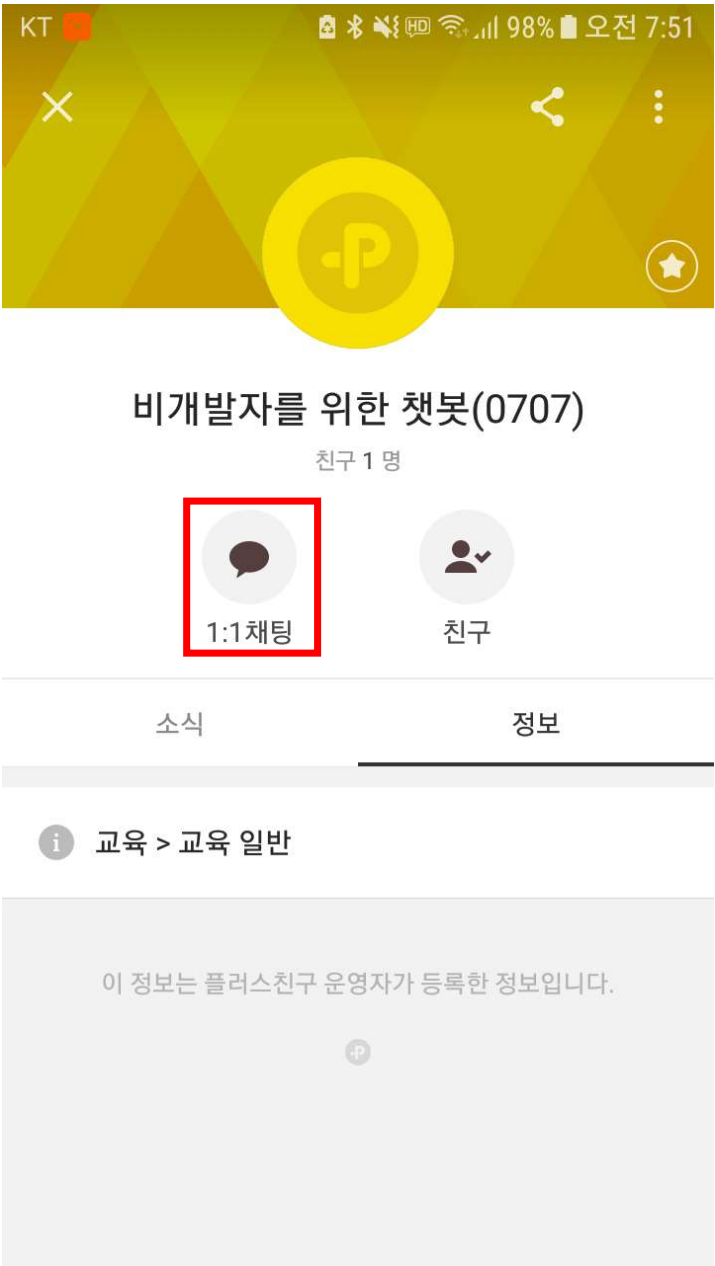 KT HD 98% 오전 7:51
비개발자를 위한 챗봇(0707)
친구 1 명
1:1채팅 친구
소식 정보
교육 > 교육 일반
이 정보는 플러스친구 운영자가 등록한 정보입니다.